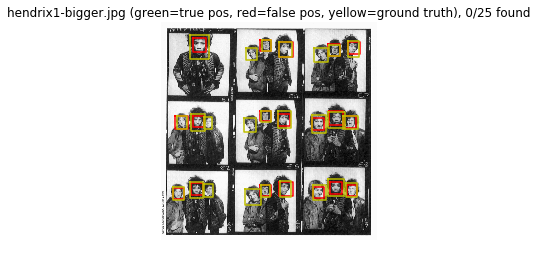 hendrix1-bigger.jpg (green=true pos, red=false pos, yellow=ground truth), 0/25 found